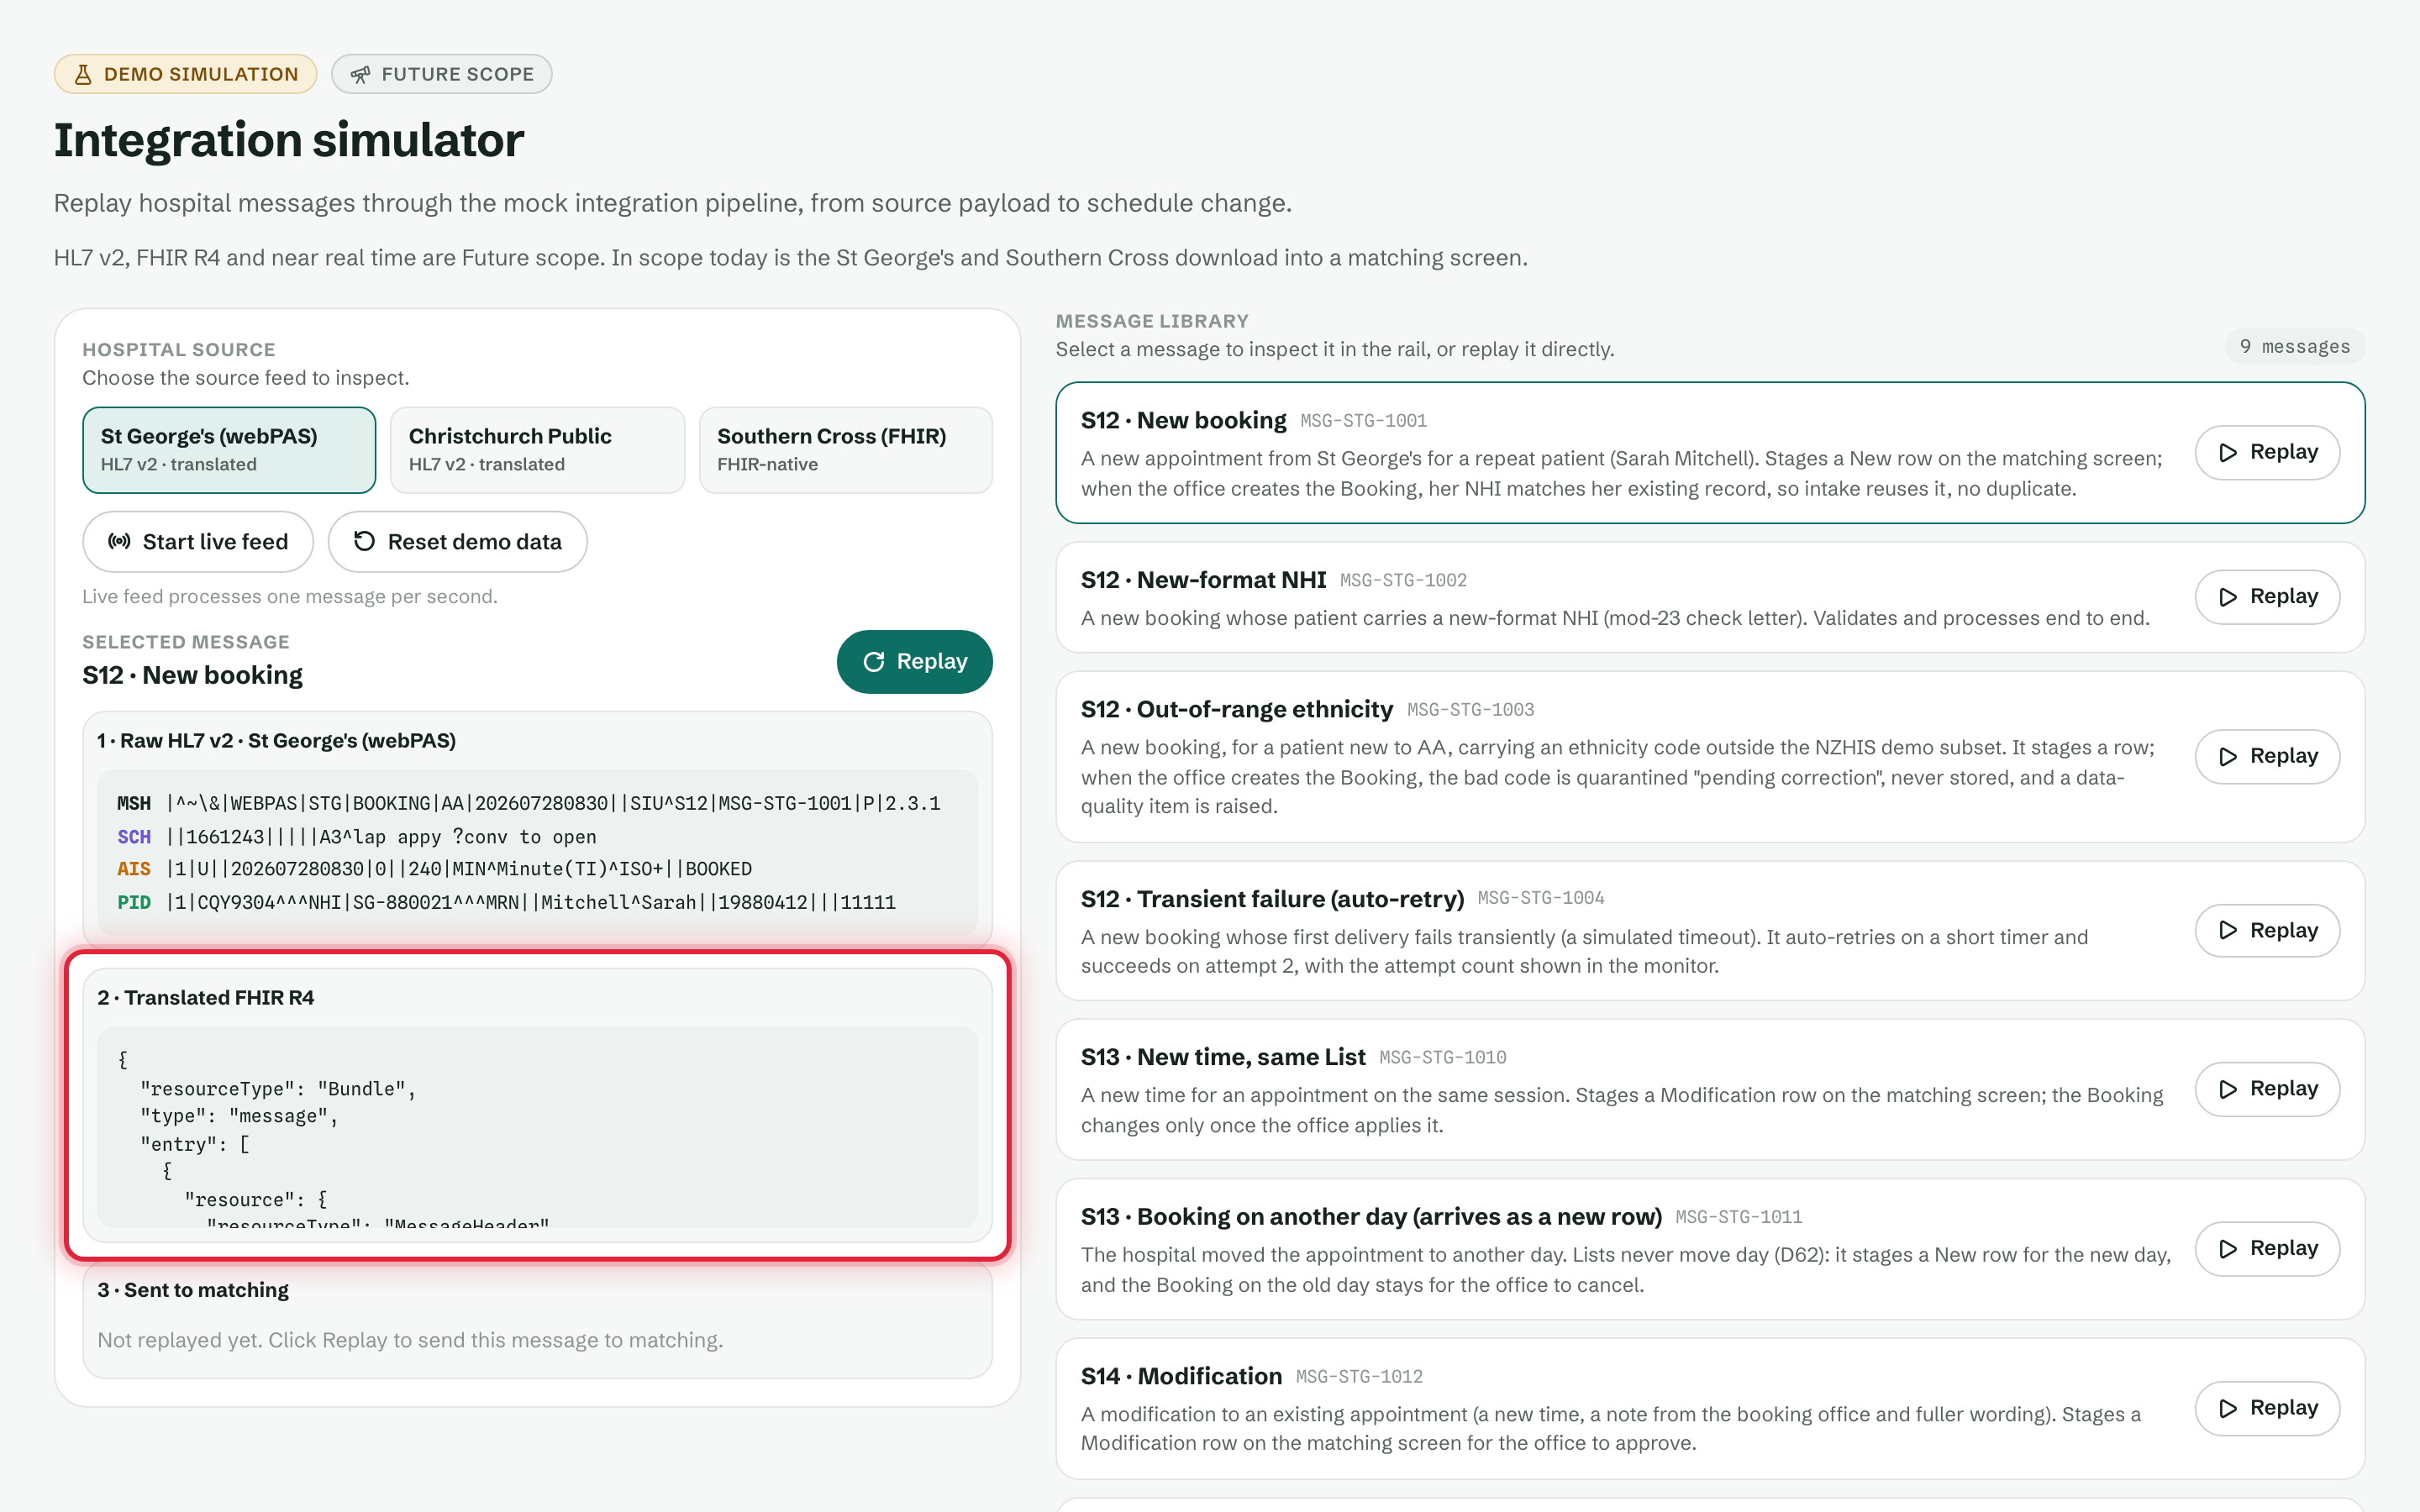 DEMO SIMULATION
FUTURE SCOPE
Integration simulator
Replay hospital messages through the mock integration pipeline, from source payload to schedule change.
HL7 v2, FHIR R4 and near real time are Future scope. In scope today is the St George's and Southern Cross download into a matching screen.
HOSPITAL SOURCE
Choose the source feed to inspect.
St George's (webPAS)
HL7 v2 · translated
Christchurch Public
HL7 v2 · translated
Southern Cross (FHIR)
FHIR-native
Start live feed
Reset demo data
Live feed processes one message per second.
SELECTED MESSAGE
S12 · New booking
Replay
1 · Raw HL7 v2 · St George's (webPAS)
MSH |^~\&|WEBPAS|STG|BOOKING|AA|202607280830||SIU^S12|MSG-STG-1001|P|2.3.1
SCH ||1661243|||||A3^lap appy ?conv to open
AIS |1|U||202607280830|0||240|MIN^Minute(TI)^ISO+||BOOKED
PID |1|CQY9304^^^NHI|SG-880021^^^MRN||Mitchell^Sarah||19880412|||11111
2 · Translated FHIR R4
{
"resourceType": "Bundle",
"type": "message",
"entry": [
{
"resource": {
"resourceType": "MessageHeader"
3 · Sent to matching
Not replayed yet. Click Replay to send this message to matching.
MESSAGE LIBRARY
Select a message to inspect it in the rail, or replay it directly.
9 messages
S12 · New booking MSG-STG-1001
A new appointment from St George's for a repeat patient (Sarah Mitchell). Stages a New row on the matching screen;
when the office creates the Booking, her NHI matches her existing record, so intake reuses it, no duplicate.
Replay
S12 · New-format NHI MSG-STG-1002
A new booking whose patient carries a new-format NHI (mod-23 check letter). Validates and processes end to end.
Replay
S12 · Out-of-range ethnicity MSG-STG-1003
A new booking, for a patient new to AA, carrying an ethnicity code outside the NZHIS demo subset. It stages a row;
when the office creates the Booking, the bad code is quarantined "pending correction", never stored, and a data-
quality item is raised.
Replay
S12 · Transient failure (auto-retry) MSG-STG-1004
A new booking whose first delivery fails transiently (a simulated timeout). It auto-retries on a short timer and
succeeds on attempt 2, with the attempt count shown in the monitor.
Replay
S13 · New time, same List MSG-STG-1010
A new time for an appointment on the same session. Stages a Modification row on the matching screen; the Booking
changes only once the office applies it.
Replay
S13 · Booking on another day (arrives as a new row) MSG-STG-1011
The hospital moved the appointment to another day. Lists never move day (D62): it stages a New row for the new day,
and the Booking on the old day stays for the office to cancel.
Replay
S14 · Modification MSG-STG-1012
A modification to an existing appointment (a new time, a note from the booking office and fuller wording). Stages a
Modification row on the matching screen for the office to approve.
Replay